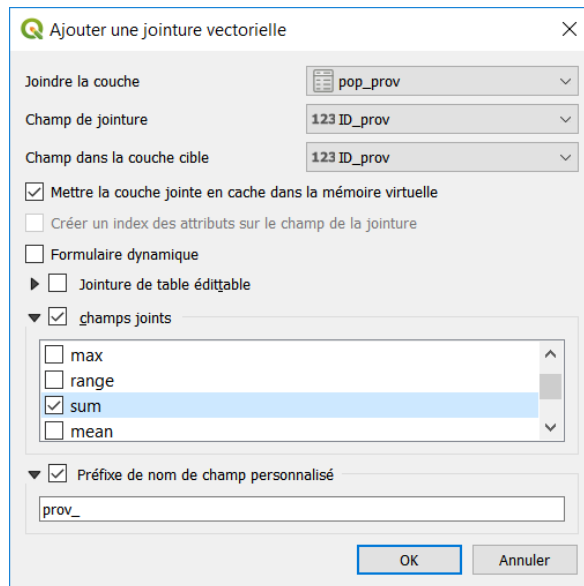 Ajouter une jointure vectorielle
Joindre la couche pop_prov
Champ de jointure 123 ID_prov
Champ dans la couche cible 123 ID_prov
Mettre la couche jointe en cache dans la mémoire virtuelle
Créer un index des attributs sur le champ de la jointure
Formulaire dynamique
Jointure de table édittable
champs joints
max
range
sum
mean
Préfixe de nom de champ personnalisé
prov_
OK Annuler